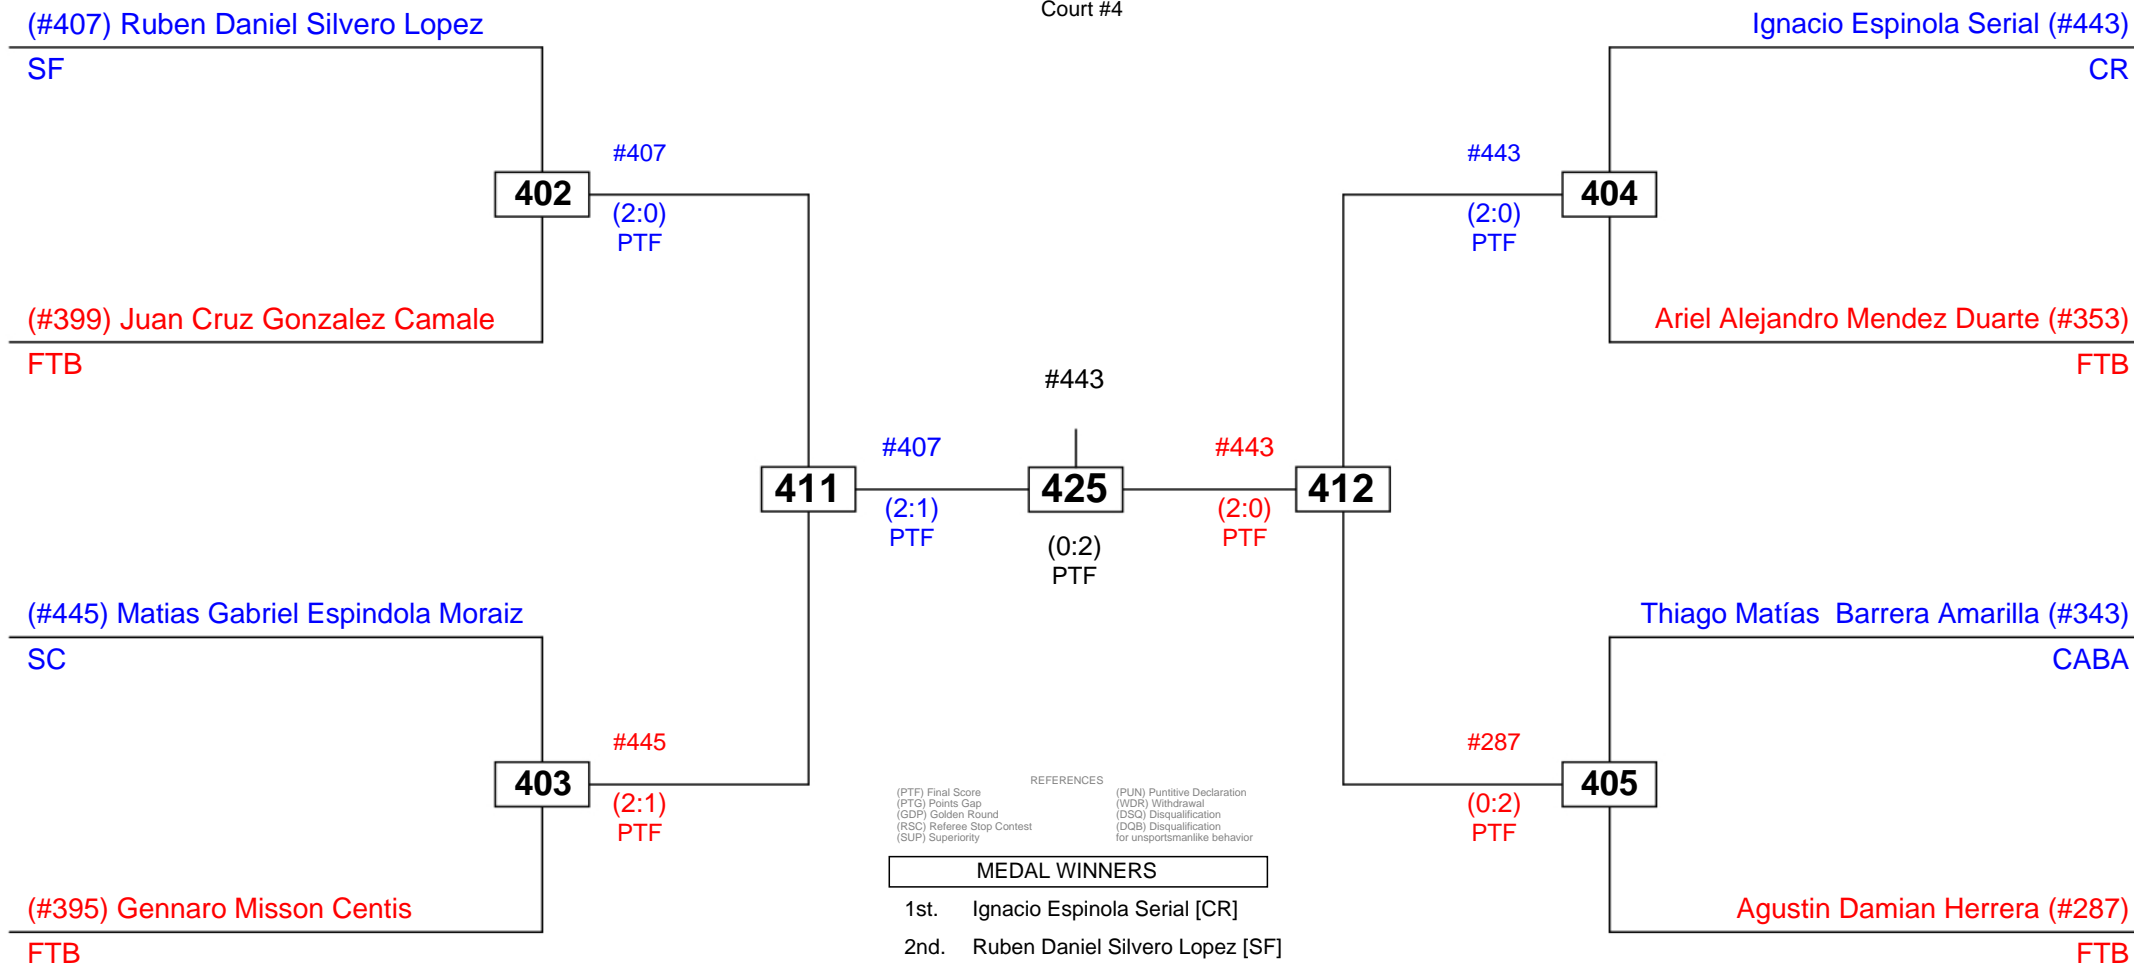 Court #4
(#407) Ruben Daniel Silvero Lopez
SF
Ignacio Espinola Serial (#443)
CR
#407
402
(2:0)
PTF
#443
404
(2:0)
PTF
(#399) Juan Cruz Gonzalez Camale
FTB
Ariel Alejandro Mendez Duarte (#353)
FTB
#443
#407
411
(2:1)
PTF
425
(0:2)
PTF
#443
412
(2:0)
PTF
(#445) Matias Gabriel Espindola Moraiz
SC
Thiago Matías  Barrera Amarilla (#343)
CABA
#445
403
(2:1)
PTF
#287
405
(0:2)
PTF
(#395) Gennaro Misson Centis
FTB
Agustin Damian Herrera (#287)
FTB
REFERENCES
(PTF) Final Score
(PTG) Points Gap
(GDP) Golden Round
(RSC) Referee Stop Contest
(SUP) Superiority
(PUN) Puntitive Declaration
(WDR) Withdrawal
(DSQ) Disqualification
(DQB) Disqualification
for unsportsmanlike behavior
MEDAL WINNERS
1st. Ignacio Espinola Serial [CR]
2nd. Ruben Daniel Silvero Lopez [SF]